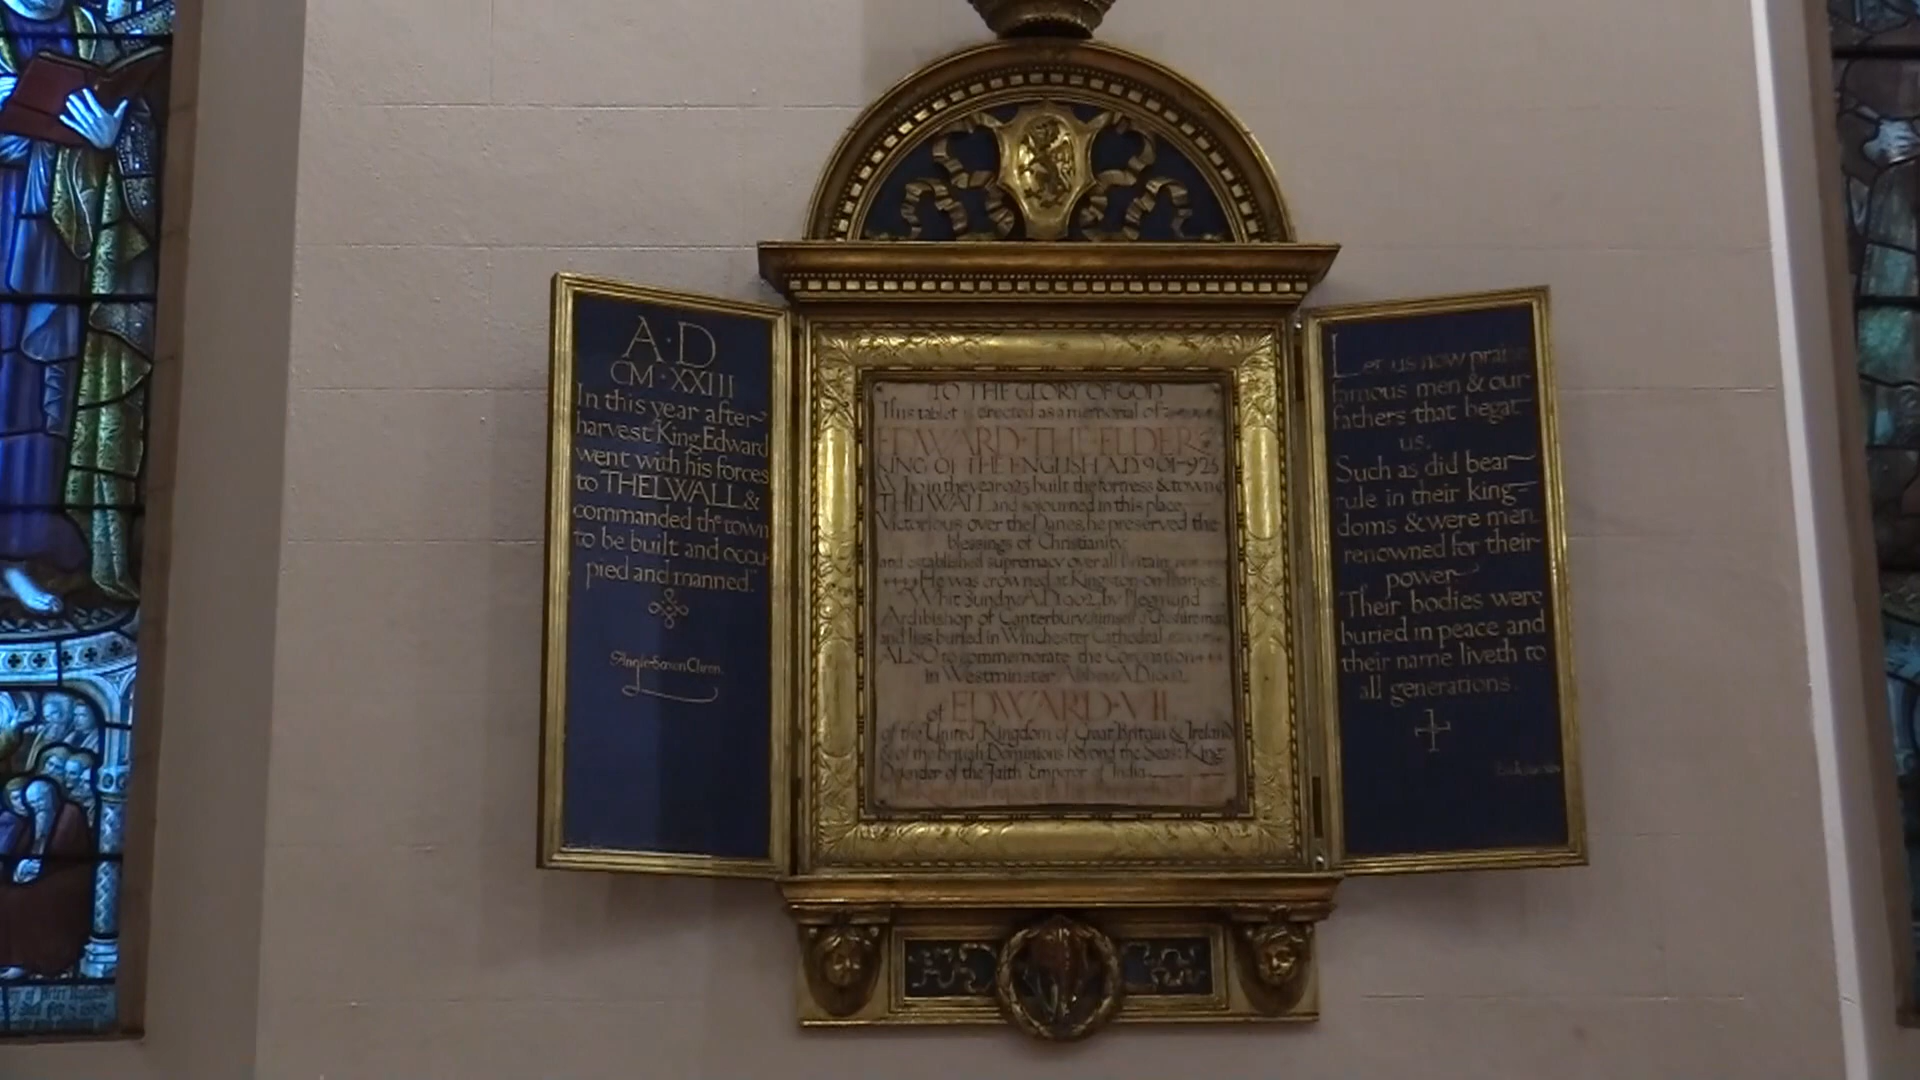 A·D
CM·XXIII
In this year after
harvest King Edward
went with his forces
to THELWALL &
commanded the town
to be built and occu
pied and manned."
Anglo-Saxon Chron.
TO THE GLORY OF GOD
This tablet is erected as a memorial of
EDWARD·THE·ELDER
KING OF THE ENGLISH A.D. 901-925
Who in the year 923 built the fortress & town
THELWALL and sojourned in this place.
Victorious over the Danes, he preserved the
blessings of Christianity
and established supremacy over all Britain
He was crowned at Kingston-on-Thames
Whit Sunday A.D. 902, by Plegmund
Archbishop of Canterbury himself a Cheshire man
and lies buried in Winchester Cathedral
ALSO to commemorate the Coronation
in Westminster Abbey A.D. 1902
of EDWARD·VII
of the United Kingdom of Great Britain & Ireland
& of the British Dominions beyond the Seas: King:
Defender of the Faith Emperor of India
Let us now praise
famous men & our
fathers that begat
us.
Such as did bear
rule in their king
doms & were men
renowned for their
power
Their bodies were
buried in peace and
their name liveth to
all generations.